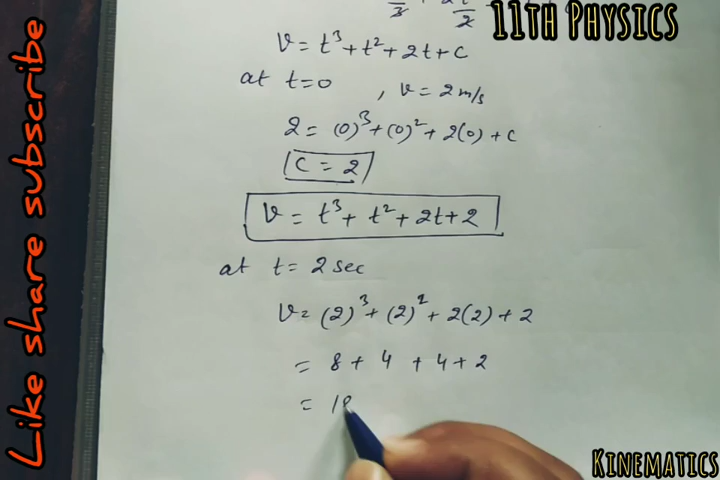 11th Physics
Like share subscribe
v = t³ + t² + 2t + c
at t=0 , v = 2 m/s
2 = (0)³ + (0)² + 2(0) + c
c = 2
v = t³ + t² + 2t + 2
at t = 2 sec
v = (2)³ + (2)² + 2(2) + 2
= 8 + 4 + 4 + 2
= 18
Kinematics